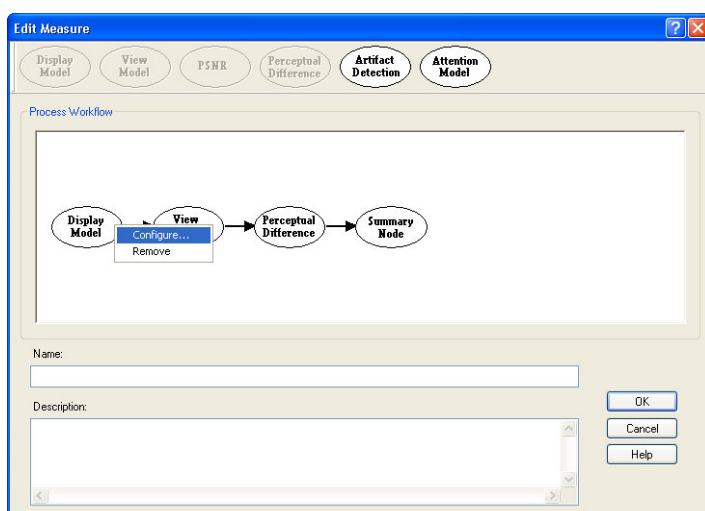 Edit Measure
Display
Model
View
Model
PSNR
Perceptual
Difference
Artifact
Detection
Attention
Model
Process Workflow
Display
Model
View
Perceptual
Difference
Summary
Node
Configure...
Remove
Name:
Description:
OK
Cancel
Help